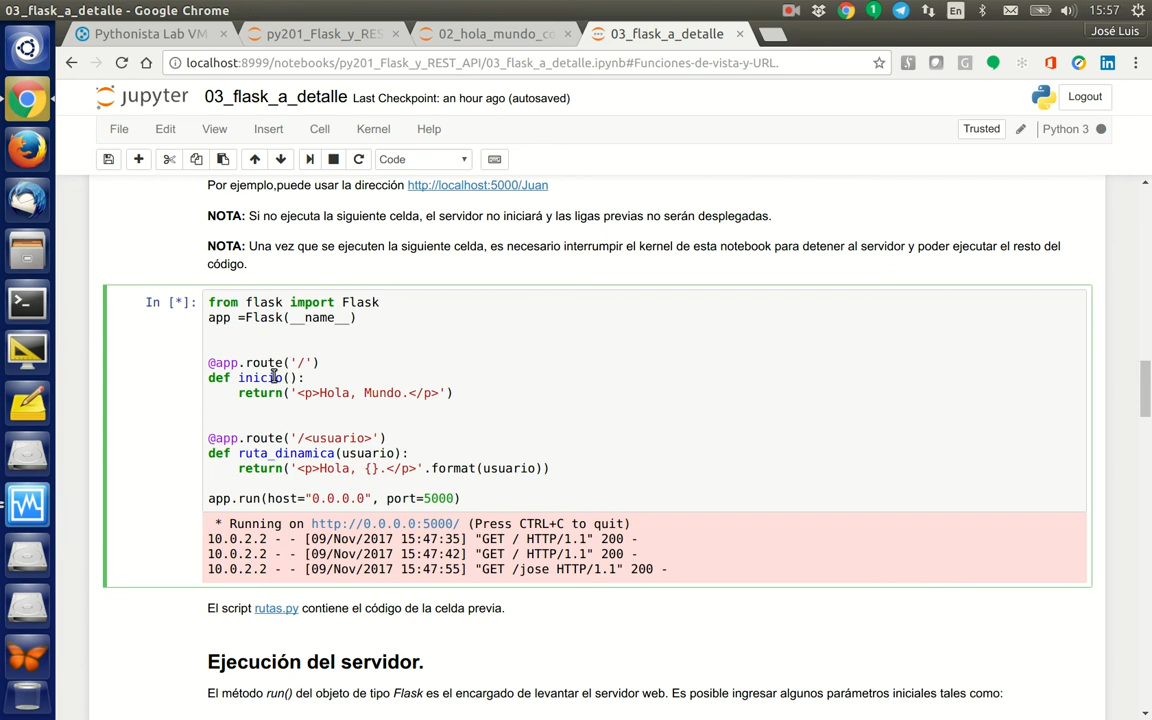 03_flask_a_detalle - Google Chrome
1
En
15:57
Pythonista Lab VM
py201_Flask_y_RES
02_hola_mundo_co
03_flask_a_detalle
José Luis
localhost:8999/notebooks/py201_Flask_y_REST_API/03_flask_a_detalle.ipynb#Funciones-de-vista-y-URL.
jupyter 03_flask_a_detalle Last Checkpoint: an hour ago (autosaved)
Logout
File Edit View Insert Cell Kernel Help
Trusted Python 3
Code
Por ejemplo,puede usar la dirección http://localhost:5000/Juan
NOTA: Si no ejecuta la siguiente celda, el servidor no iniciará y las ligas previas no serán desplegadas.
NOTA: Una vez que se ejecuten la siguiente celda, es necesario interrumpir el kernel de esta notebook para detener al servidor y poder ejecutar el resto del
código.
In [*]:
from flask import Flask
app =Flask(__name__)
@app.route('/')
def inicio():
return('<p>Hola, Mundo.</p>')
@app.route('/<usuario>')
def ruta_dinamica(usuario):
return('<p>Hola, {}.</p>'.format(usuario))
app.run(host="0.0.0.0", port=5000)
* Running on http://0.0.0.0:5000/ (Press CTRL+C to quit)
10.0.2.2 - - [09/Nov/2017 15:47:35] "GET / HTTP/1.1" 200 -
10.0.2.2 - - [09/Nov/2017 15:47:42] "GET / HTTP/1.1" 200 -
10.0.2.2 - - [09/Nov/2017 15:47:55] "GET /jose HTTP/1.1" 200 -
El script rutas.py contiene el código de la celda previa.
Ejecución del servidor.
El método run() del objeto de tipo Flask es el encargado de levantar el servidor web. Es posible ingresar algunos parámetros iniciales tales como: